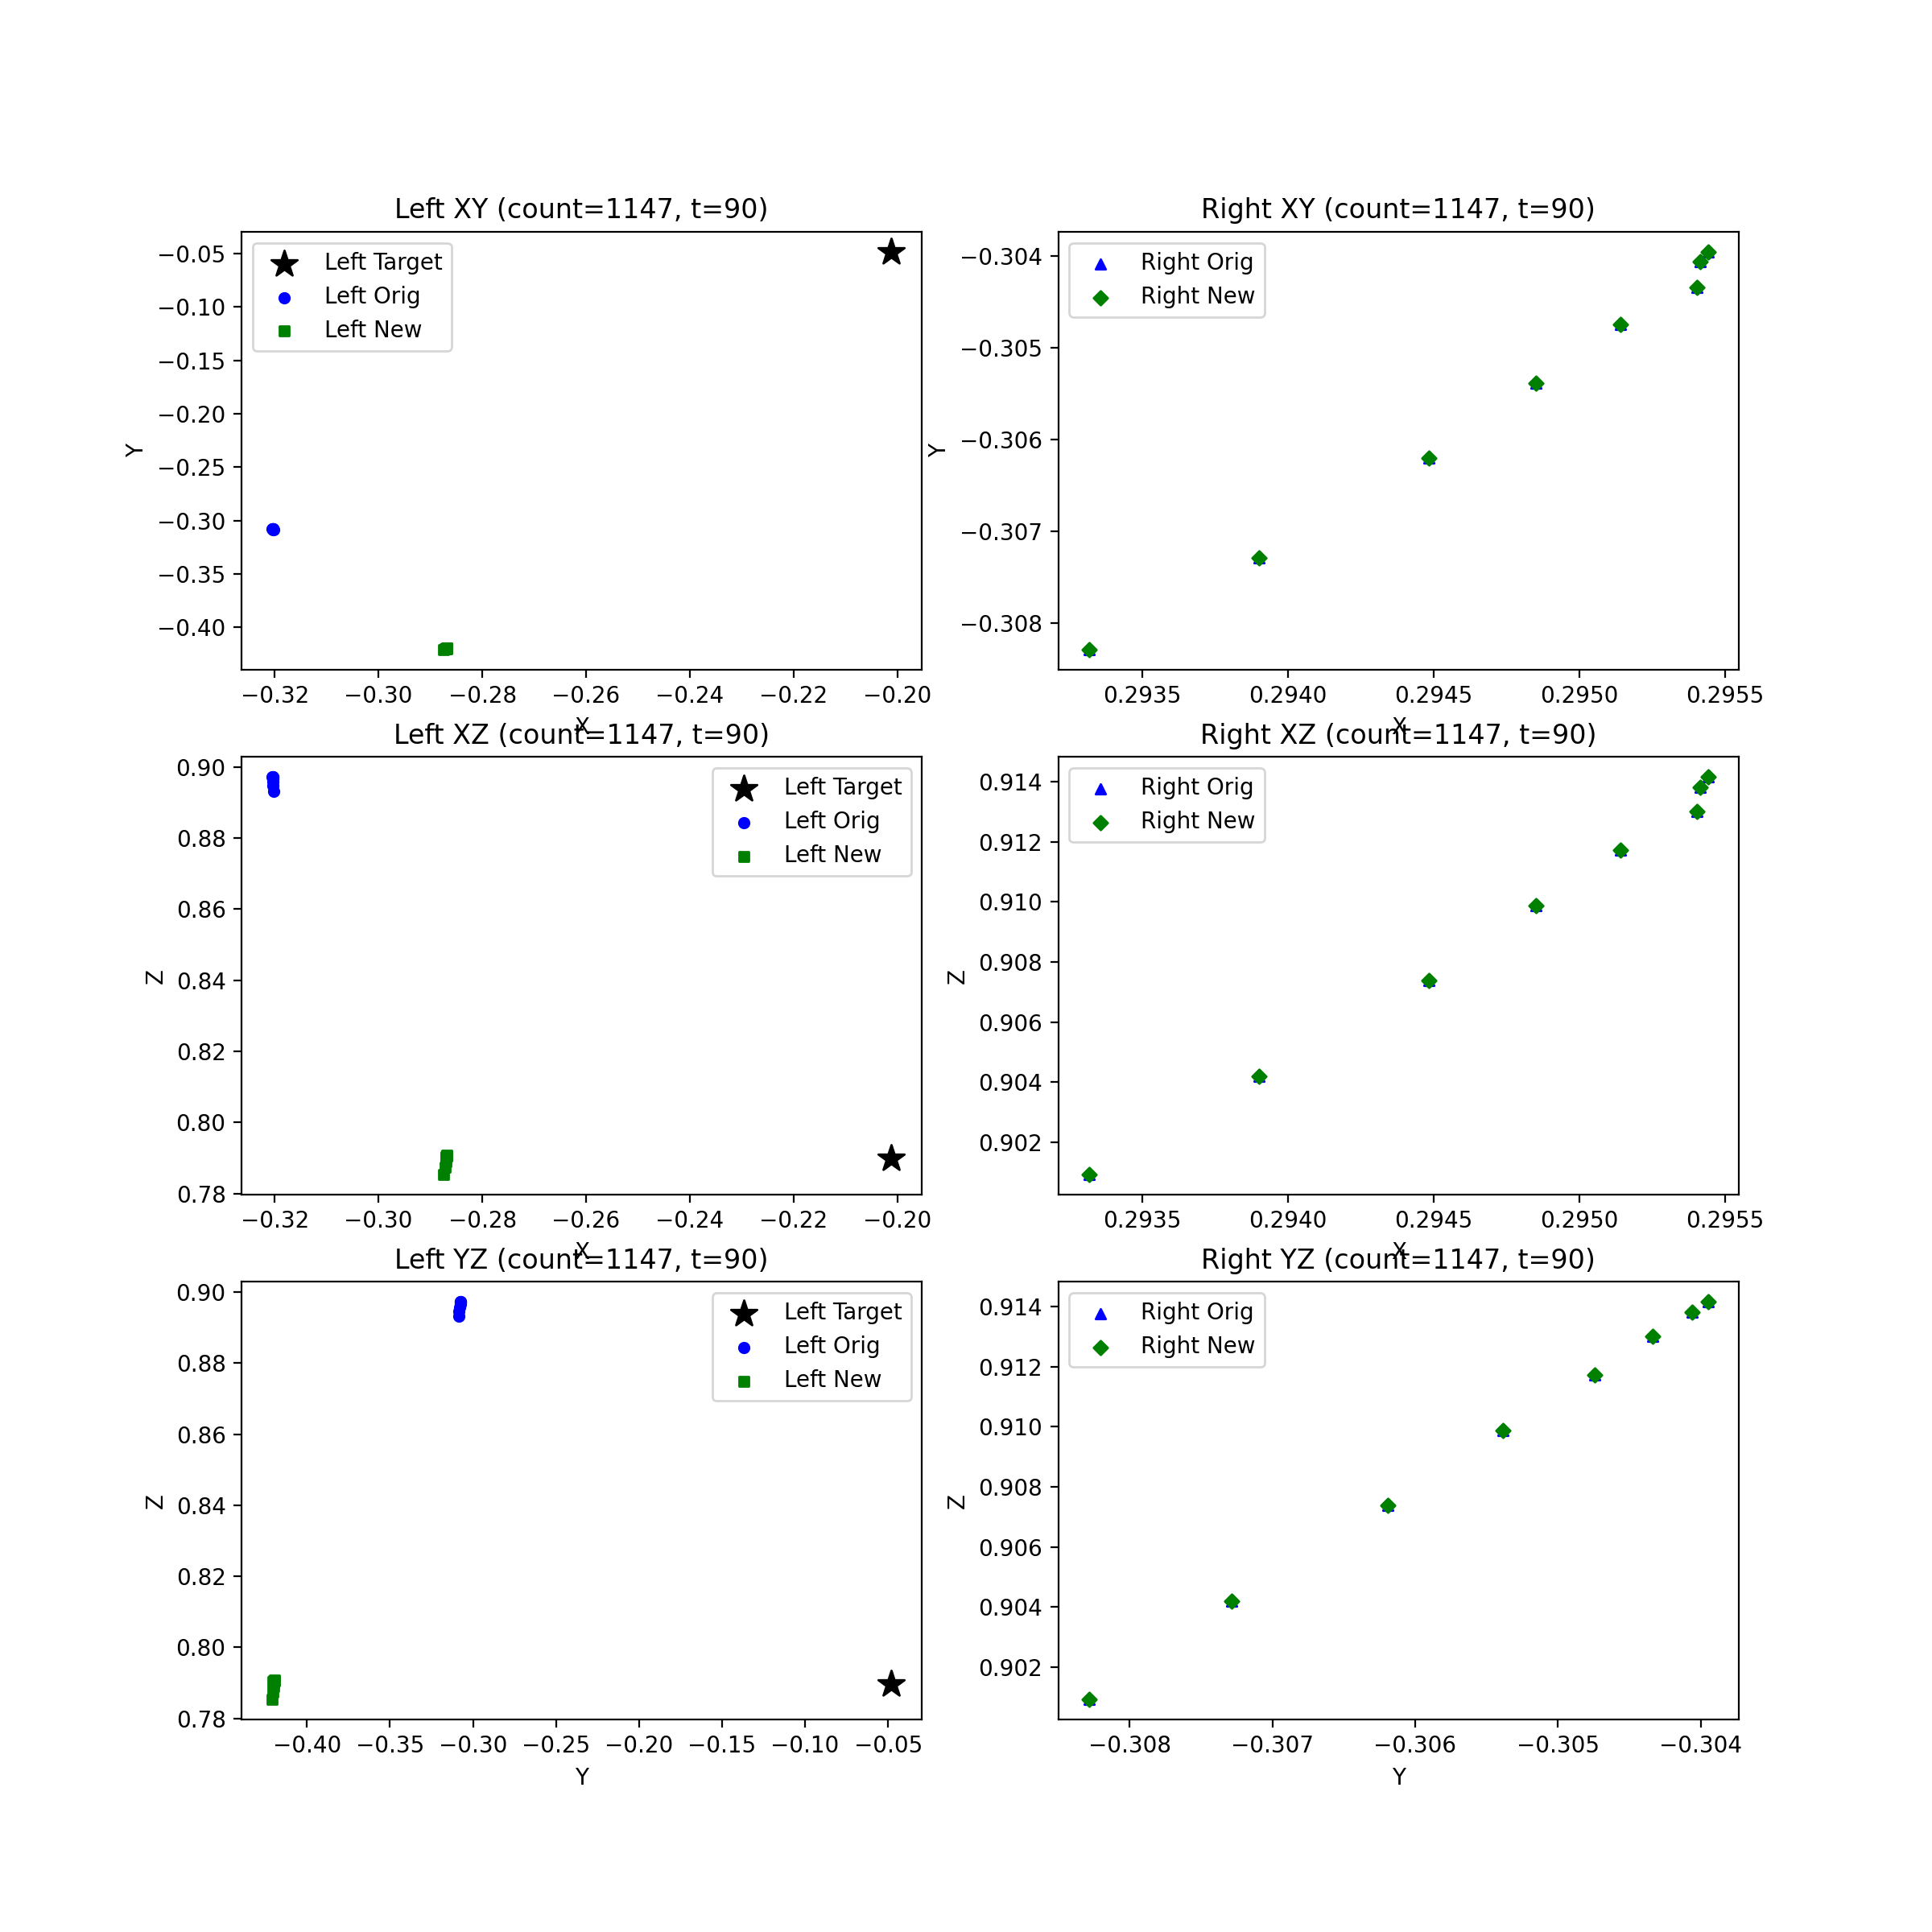 Left XY (count=1147, t=90)
Left Target
Left Orig
Left New
−0.05
−0.10
−0.15
−0.20
−0.25
−0.30
−0.35
−0.40
Y
−0.32 −0.30 −0.28 −0.26 −0.24 −0.22 −0.20
X
Right XY (count=1147, t=90)
Right Orig
Right New
−0.304
−0.305
−0.306
−0.307
−0.308
Y
0.2935 0.2940 0.2945 0.2950 0.2955
X
Left XZ (count=1147, t=90)
Left Target
Left Orig
Left New
0.90
0.88
0.86
0.84
0.82
0.80
0.78
Z
−0.32 −0.30 −0.28 −0.26 −0.24 −0.22 −0.20
X
Right XZ (count=1147, t=90)
Right Orig
Right New
0.914
0.912
0.910
0.908
0.906
0.904
0.902
Z
0.2935 0.2940 0.2945 0.2950 0.2955
X
Left YZ (count=1147, t=90)
Left Target
Left Orig
Left New
0.90
0.88
0.86
0.84
0.82
0.80
0.78
Z
−0.40 −0.35 −0.30 −0.25 −0.20 −0.15 −0.10 −0.05
Y
Right YZ (count=1147, t=90)
Right Orig
Right New
0.914
0.912
0.910
0.908
0.906
0.904
0.902
Z
−0.308 −0.307 −0.306 −0.305 −0.304
Y